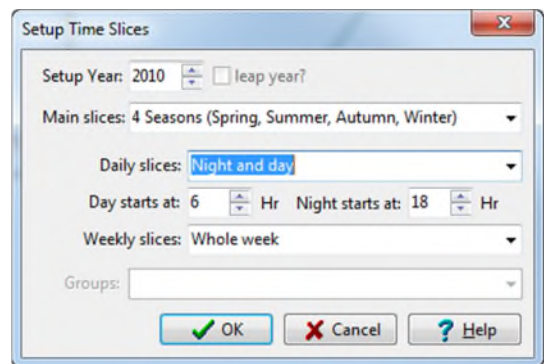 Setup Time Slices
Setup Year: 2010 leap year?
Main slices: 4 Seasons (Spring, Summer, Autumn, Winter)
Daily slices: Night and day
Day starts at: 6 Hr Night starts at: 18 Hr
Weekly slices: Whole week
Groups:
OK Cancel ? Help